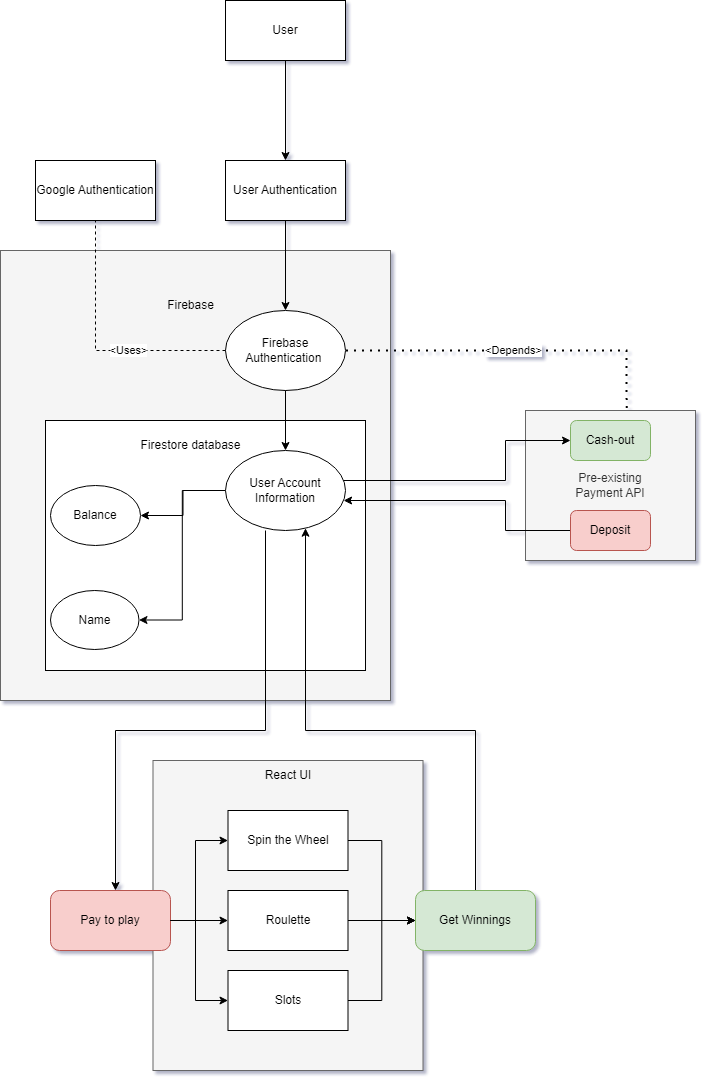 User
Google Authentication
User Authentication
Firebase
Firebase
Authentication
<Uses>
<Depends>
Firestore database
User Account
Information
Balance
Name
Cash-out
Pre-existing
Payment API
Deposit
React UI
Spin the Wheel
Pay to play
Roulette
Get Winnings
Slots